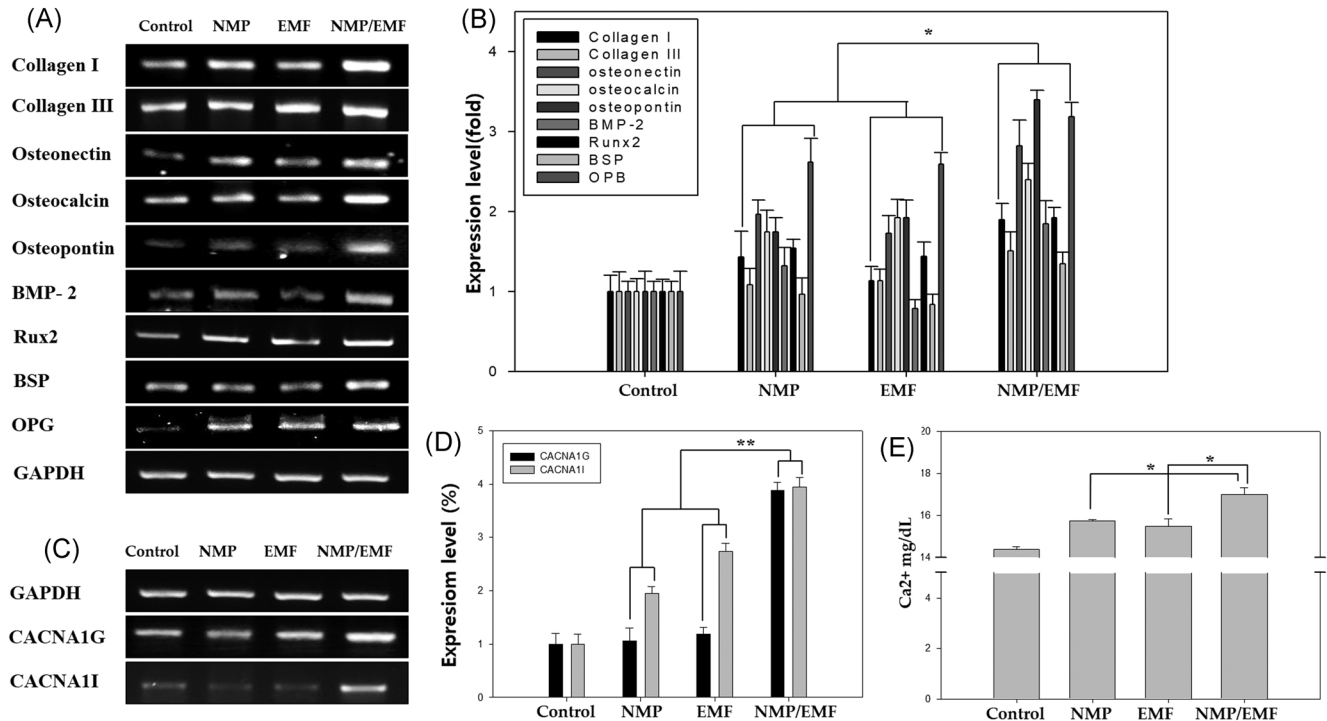 (A)
Control NMP EMF NMP/EMF
Collagen I
Collagen III
Osteonectin
Osteocalcin
Osteopontin
BMP- 2
Rux2
BSP
OPG
GAPDH
(B)
Expression level(fold)
4
3
2
1
0
Collagen I
Collagen III
osteonectin
osteocalcin
osteopontin
BMP-2
Runx2
BSP
OPB
*
Control NMP EMF NMP/EMF
(C)
Control NMP EMF NMP/EMF
GAPDH
CACNA1G
CACNA1I
(D)
Expresiom level (%)
5
4
3
2
1
0
CACNA1G
CACNA1I
**
Control NMP EMF NMP/EMF
(E)
Ca2+ mg/dL
20
18
16
14
4
2
0
* *
Control NMP EMF NMP/EMF